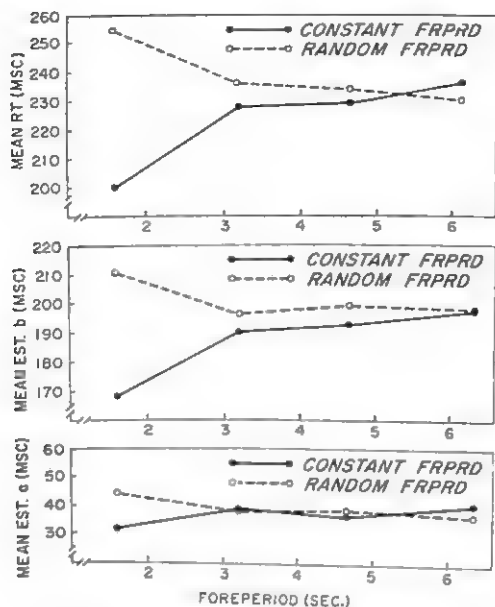 MEAN RT (MSC)
260
250
240
230
220
210
200
CONSTANT FRPRD
RANDOM FRPRD
2 3 4 5 6
MEAN EST. b (MSC)
220
210
200
190
180
170
CONSTANT FRPRD
RANDOM FRPRD
2 3 4 5 6
MEAN EST. a (MSC)
60
50
40
30
CONSTANT FRPRD
RANDOM FRPRD
2 3 4 5 6
FOREPERIOD (SEC.)